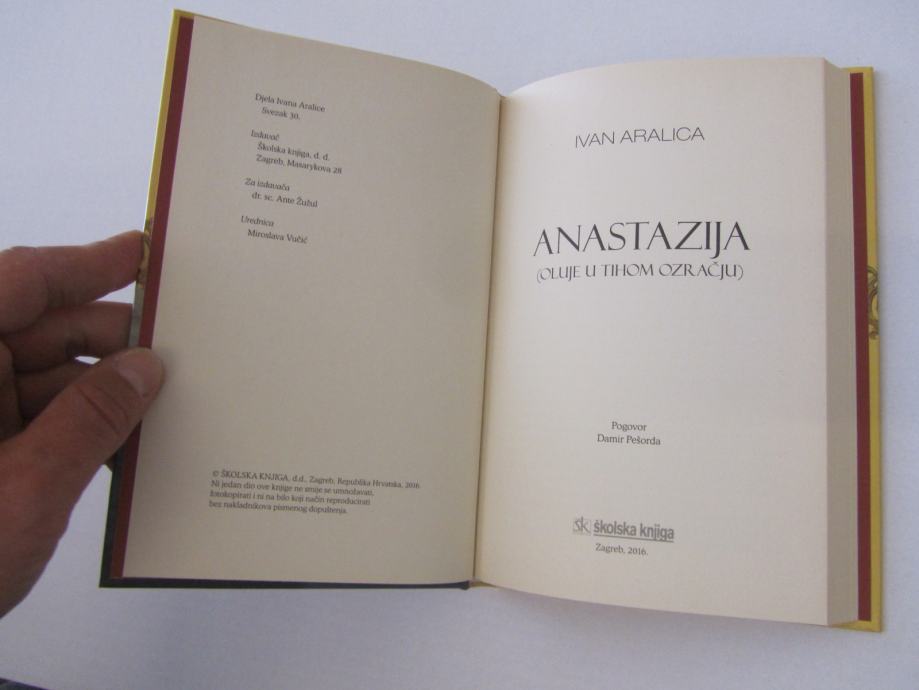 Djela Ivana Aralice
Svezak 30.
Izdavač
Školska knjiga, d. d.
Zagreb, Masarykova 28
Za izdavača
dr. sc. Ante Žužul
Urednica
Miroslava Vučić
© ŠKOLSKA KNJIGA, d.d., Zagreb, Republika Hrvatska, 2016.
Ni jedan dio ove knjige ne smije se umnožavati,
fotokopirati i ni na bilo koji način reproducirati
bez nakladnikova pismenog dopuštenja.
IVAN ARALICA
ANASTAZIJA
(OLUJE U TIHOM OZRAČJU)
Pogovor
Damir Pešorda
ŠK školska knjiga
Zagreb, 2016.